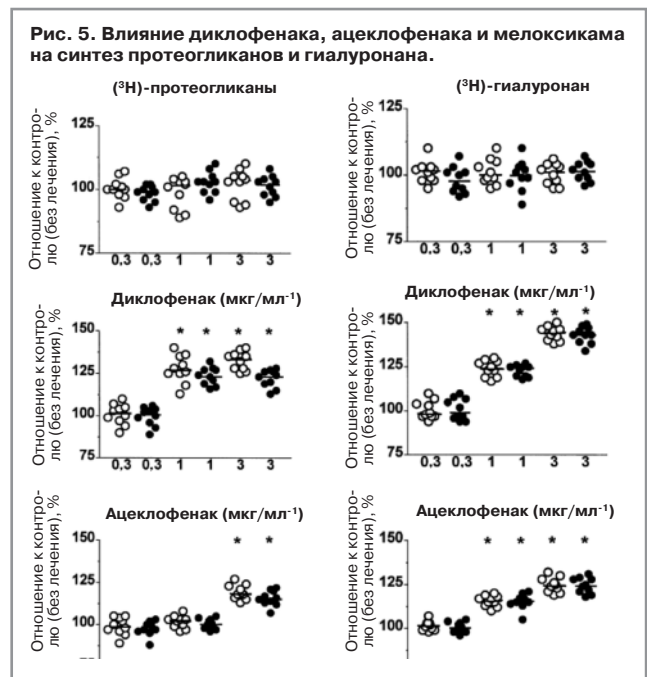 Рис. 5. Влияние диклофенака, ацеклофенака и мелоксикама
на синтез протеогликанов и гиалуронана.
(³H)-протеогликаны
(³H)-гиалуронан
Отношение к контро-
лю (без лечения), %
125
100
75
0,3 0,3 1 1 3 3
Диклофенак (мкг/мл⁻¹)
Отношение к контро-
лю (без лечения), %
125
100
75
0,3 0,3 1 1 3 3
Диклофенак (мкг/мл⁻¹)
Отношение к контро-
лю (без лечения), %
* * * *
150
125
100
75
0,3 0,3 1 1 3 3
Ацеклофенак (мкг/мл⁻¹)
Отношение к контро-
лю (без лечения), %
* * * *
150
125
100
75
0,3 0,3 1 1 3 3
Ацеклофенак (мкг/мл⁻¹)
Отношение к контро-
лю (без лечения), %
* *
150
125
100
Отношение к контро-
лю (без лечения), %
* * * *
150
125
100